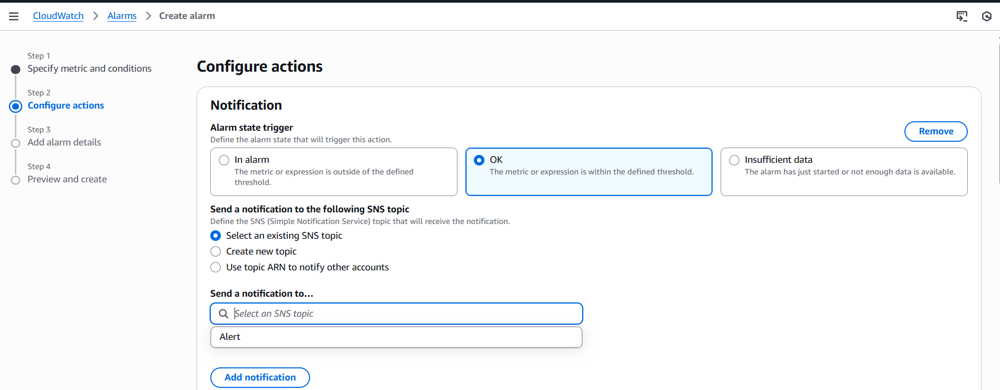 CloudWatch > Alarms > Create alarm
Step 1
Specify metric and conditions
Step 2
Configure actions
Step 3
Add alarm details
Step 4
Preview and create
Configure actions
Notification
Alarm state trigger
Define the alarm state that will trigger this action.
Remove
In alarm
The metric or expression is outside of the defined
threshold.
OK
The metric or expression is within the defined threshold.
Insufficient data
The alarm has just started or not enough data is available.
Send a notification to the following SNS topic
Define the SNS (Simple Notification Service) topic that will receive the notification.
Select an existing SNS topic
Create new topic
Use topic ARN to notify other accounts
Send a notification to…
Select an SNS topic
Alert
Add notification